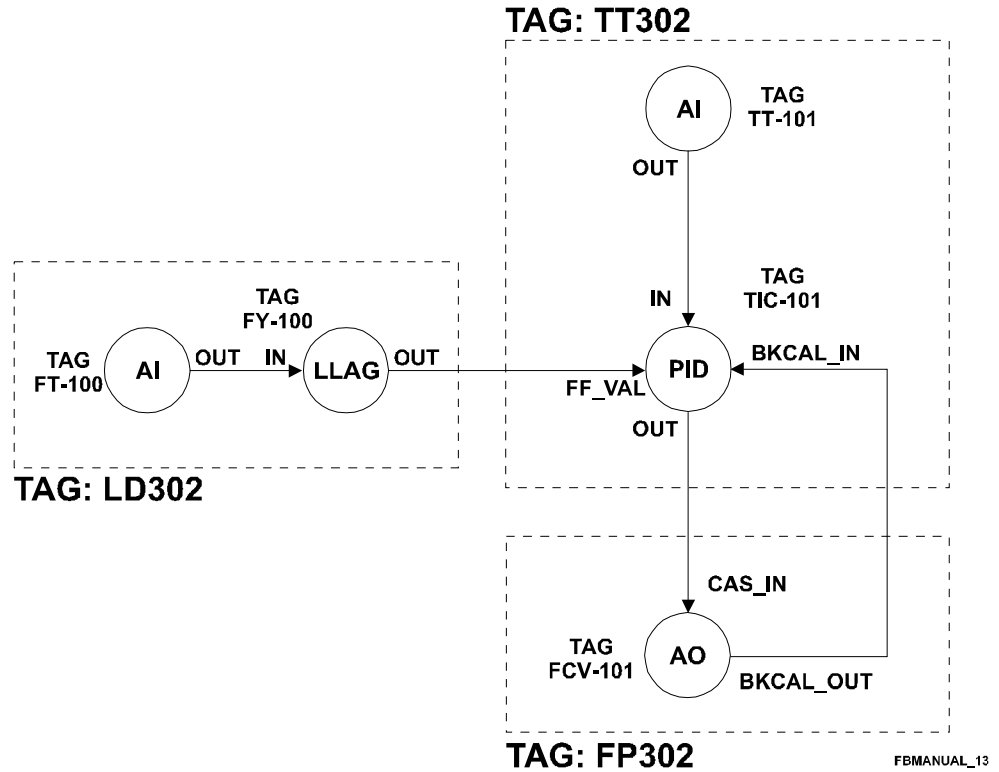 TAG: TT302
AI
TAG
TT-101
OUT
TAG
TIC-101
IN
TAG
FY-100
TAG
FT-100
AI
OUT
IN
LLAG
OUT
FF_VAL
PID
BKCAL_IN
OUT
TAG: LD302
CAS_IN
TAG
FCV-101
AO
BKCAL_OUT
TAG: FP302
FBMANUAL_13